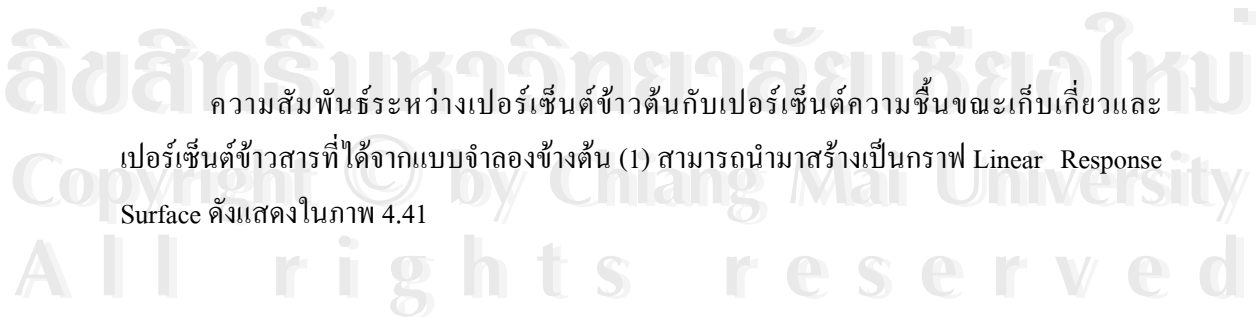 ลิขสิทธิ์มหาวิทยาลัยเชียงใหม่
ความสัมพันธ์ระหว่างเปอร์เซ็นต์ข้าวต้นกับเปอร์เซ็นต์ความชื้นขณะเก็บเกี่ยวและ
เปอร์เซ็นต์ข้าวสารที่ได้จากแบบจำลองข้างต้น (1) สามารถนำมาสร้างเป็นกราฟ Linear Response
Copyright © by Chiang Mai University
Surface ดังแสดงในภาพ 4.41
All rights reserved